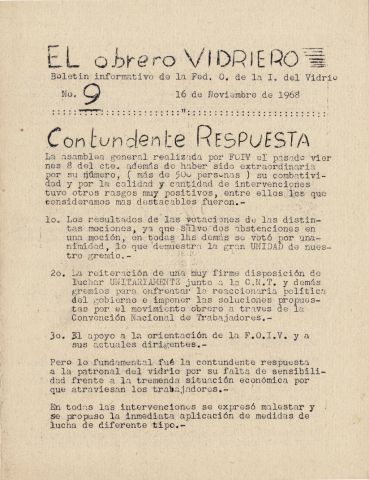 EL obrero VIDRIERO
Boletín informativo de la Fed. O. de la I. del Vidrio
No. 9 16 de Noviembre de 1968
Contundente RESPUESTA
La asamblea general realizada por FOIV el pasado vier
nes 8 del cte. además de haber sido extraordinaria
por su número, ( más de 500 personas ) su combativi-
dad y por la calidad y cantidad de intervenciones
tuvo otros rasgos muy positivos, entre ellos los que
consideramos mas destacables fueron.-
1o. Los resultados de las votaciones de las distin-
tas mociones, ya que salvo dos abstenciones en
una moción, en todas las demás se votó por una-
nimidad, lo que demuestra la gran UNIDAD de nues-
tro gremio.-
2o. La reiteración de una muy firme disposición de
luchar UNITARIAMENTE junto a la C.N.T. y demás
gremios para enfrentar la reaccionaria política
del gobierno e imponer las soluciones propues-
tas por el movimiento obrero a traves de la
Convención Nacional de Trabajadores.-
3o. El apoyo a la orientación de la F.O.I.V. y a
sus actuales dirigentes.-
Pero lo fundamental fué la contundente respuesta
a la patronal del vidrio por su falta de sensibili-
dad frente a la tremenda situación económica por
que atraviesan los trabajadores.-
En todas las intervenciones se expresó malestar y
se propuso la inmediata aplicación de medidas de
lucha de diferente tipo.-